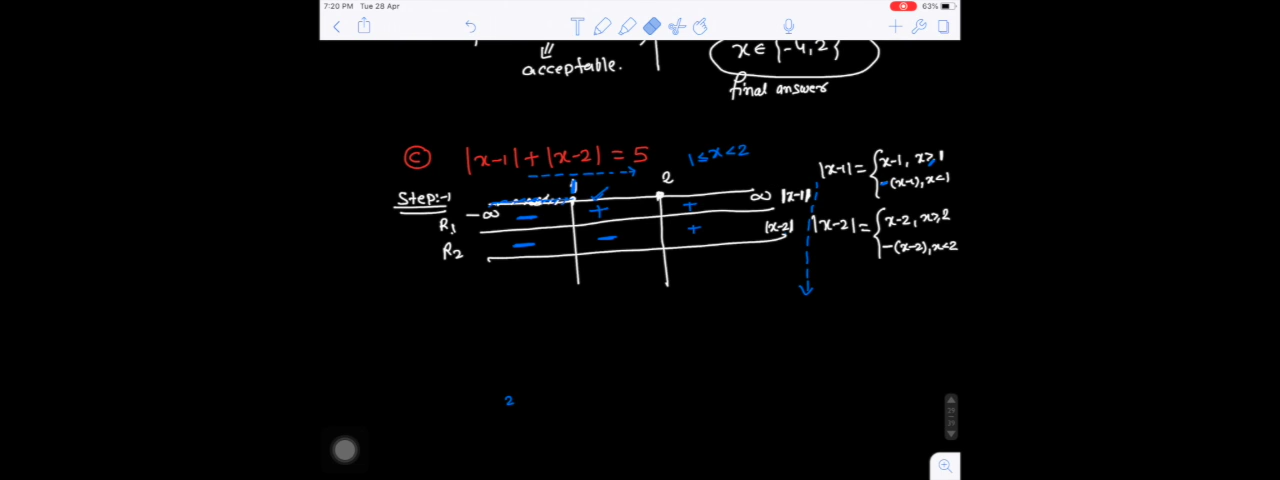 7:20 PM Tue 28 Apr
63%
x ∈ {-4, 2}
acceptable.
final answer
C |x-1| + |x-2| = 5
1 ≤ x < 2
|x-1| = { x-1, x ≥ 1
-(x-1), x < 1
Step:-1
1 2
-∞ ∞ |x-1|
R1 - + +
|x-2| = { x-2, x ≥ 2
-(x-2), x < 2
R2 - - + |x-2|
2